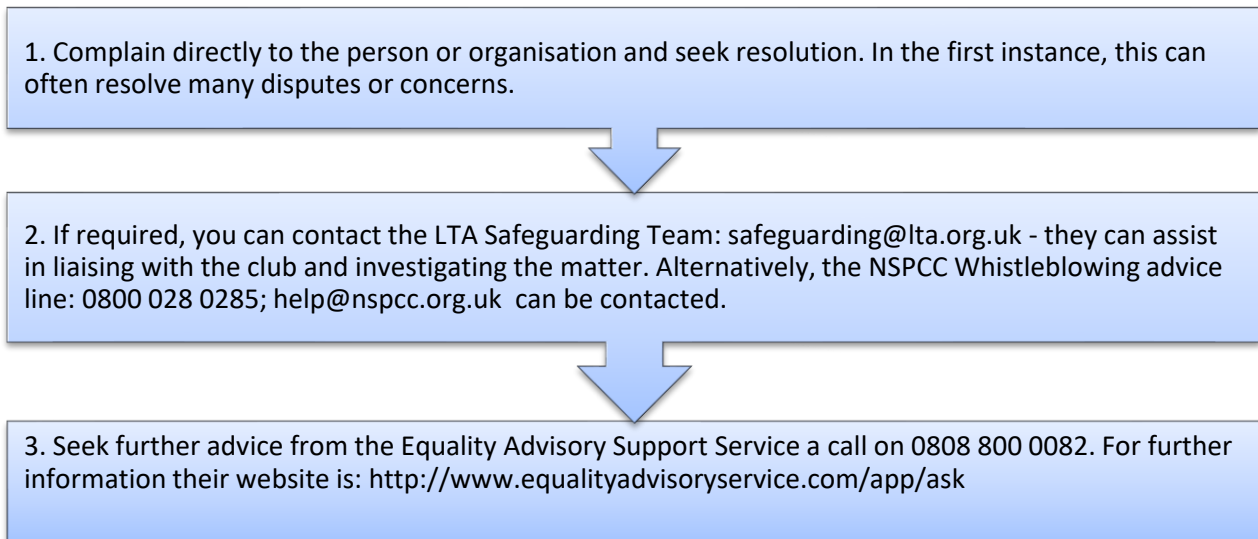 1. Complain directly to the person or organisation and seek resolution. In the first instance, this can
often resolve many disputes or concerns.
2. If required, you can contact the LTA Safeguarding Team: safeguarding@lta.org.uk - they can assist
in liaising with the club and investigating the matter. Alternatively, the NSPCC Whistleblowing advice
line: 0800 028 0285; help@nspcc.org.uk  can be contacted.
3. Seek further advice from the Equality Advisory Support Service a call on 0808 800 0082. For further
information their website is: http://www.equalityadvisoryservice.com/app/ask